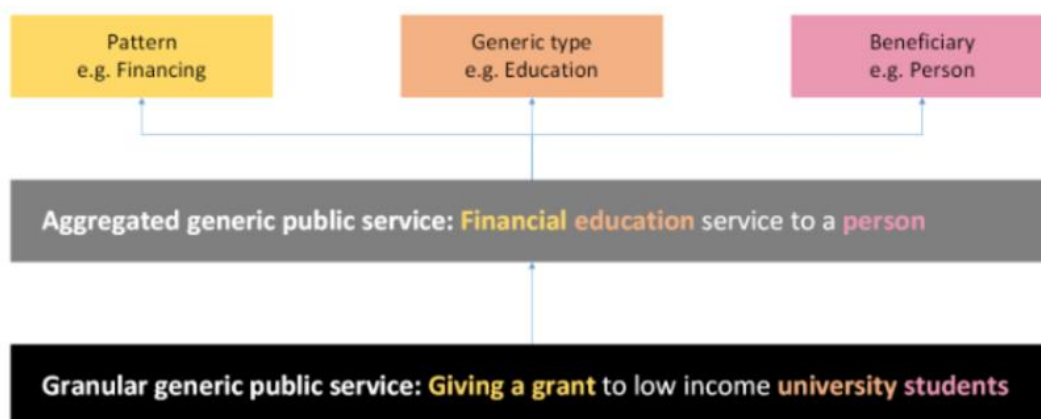 Pattern
e.g. Financing
Generic type
e.g. Education
Beneficiary
e.g. Person
Aggregated generic public service: Financial education service to a person
Granular generic public service: Giving a grant to low income university students